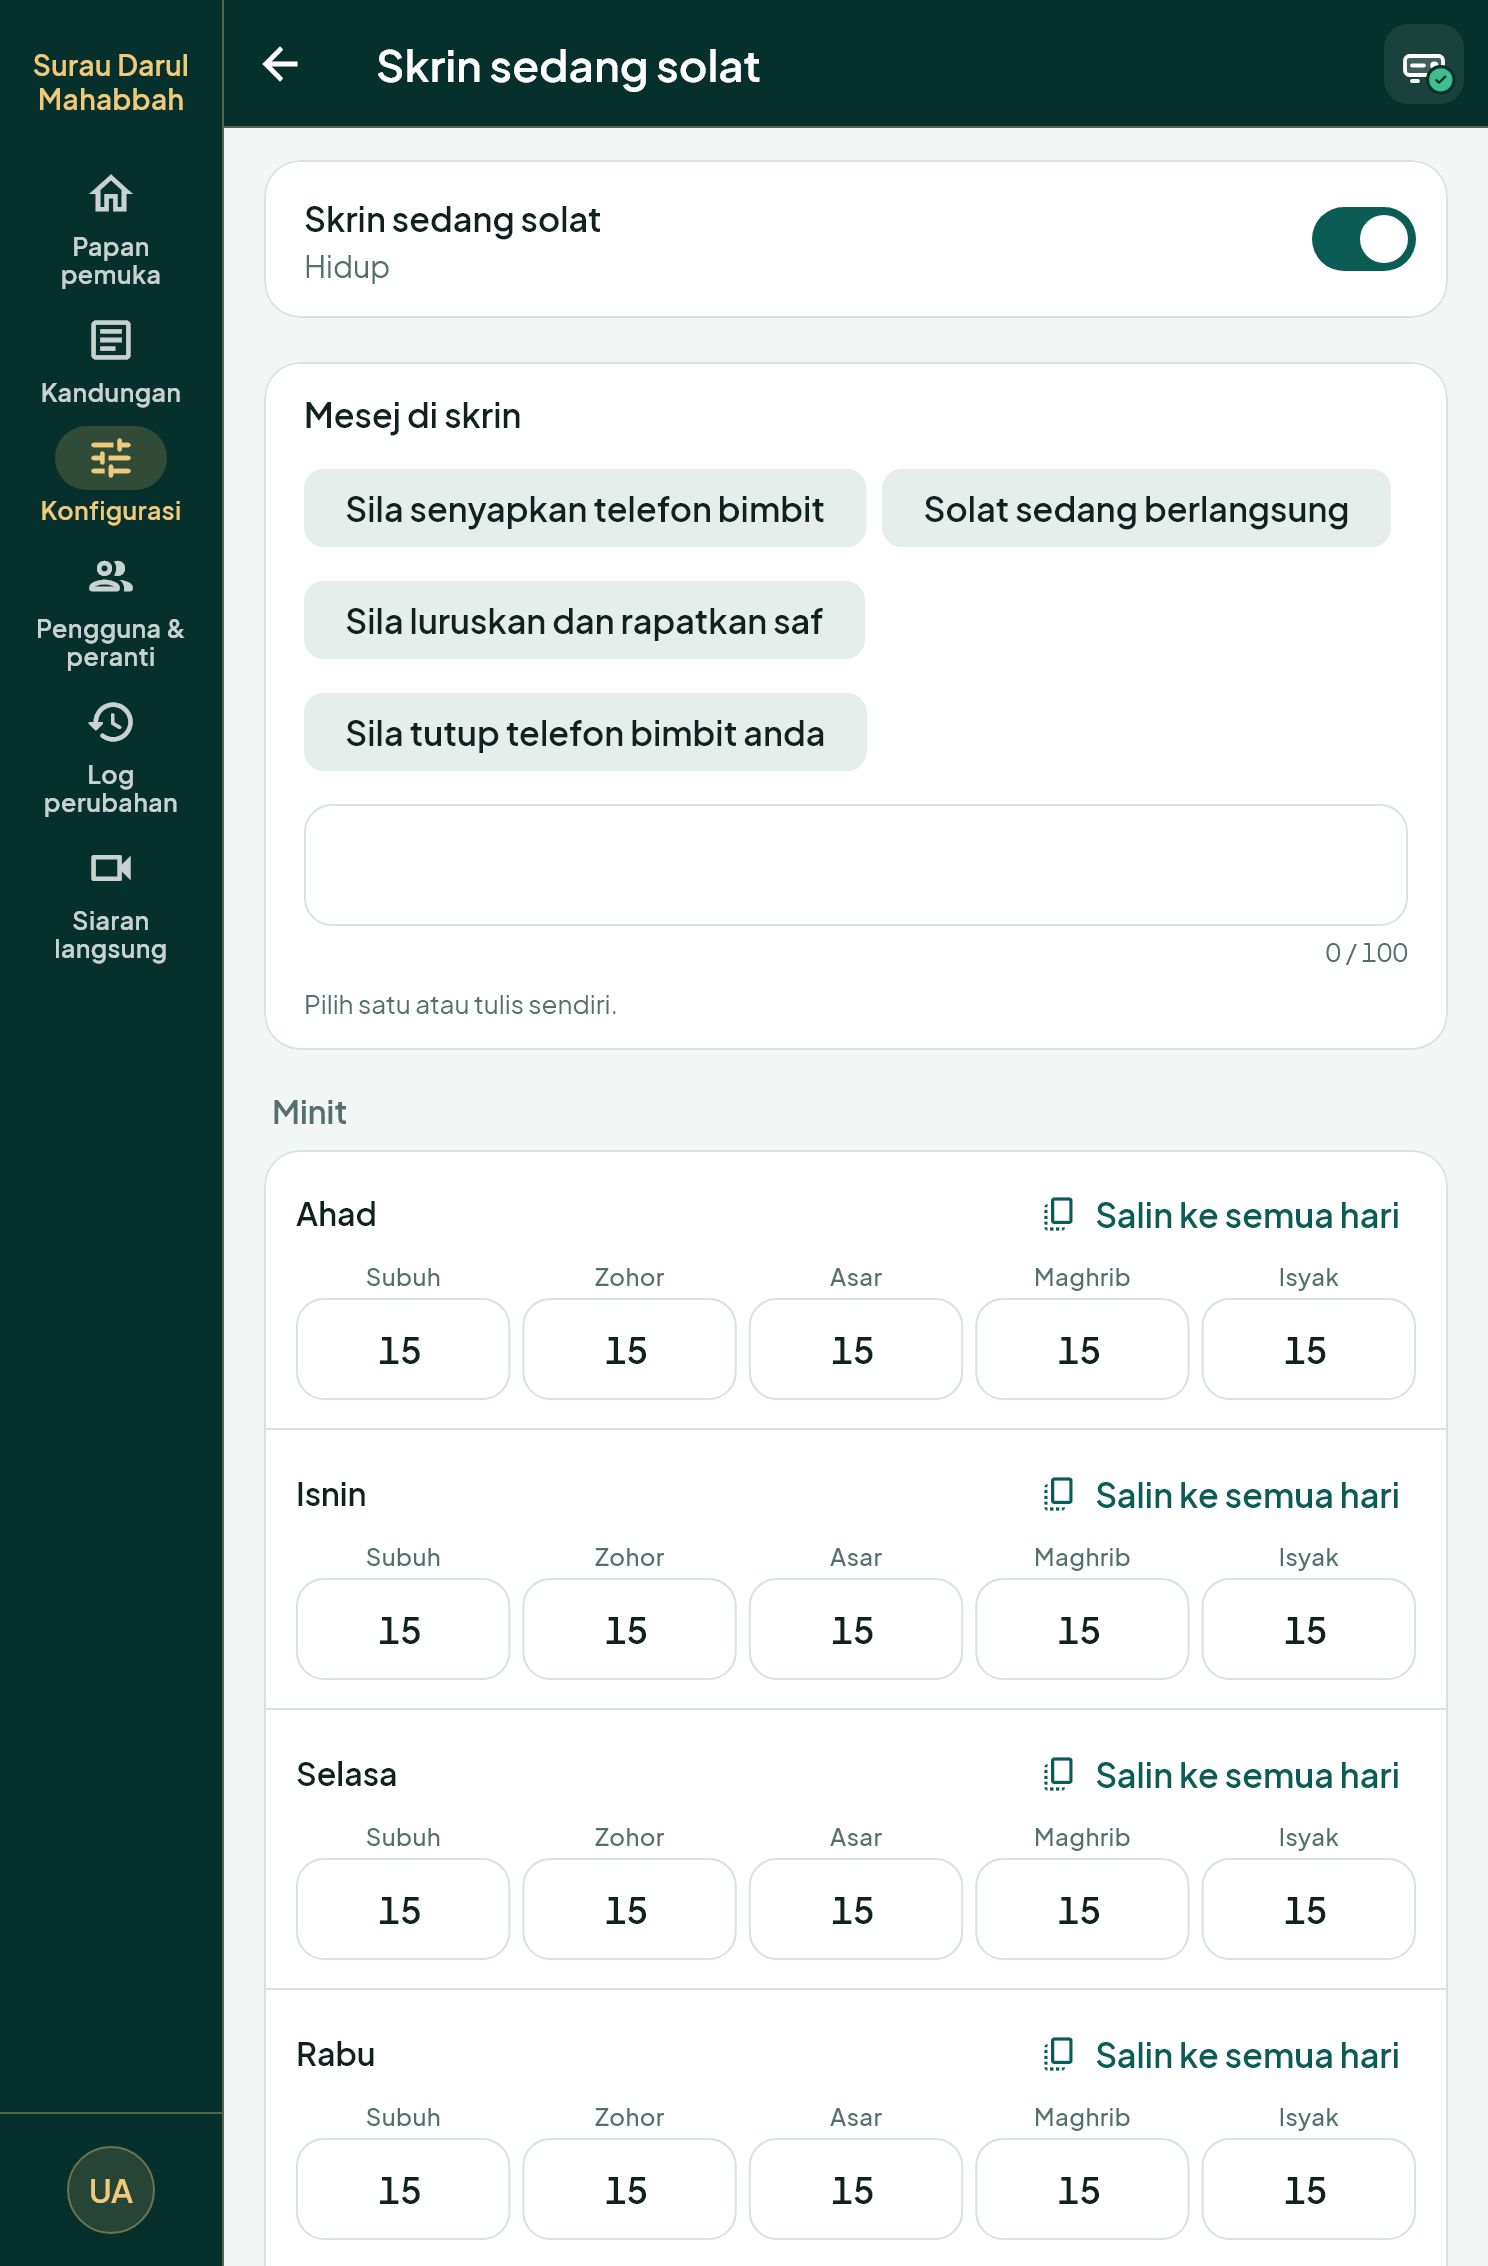 Surau Darul
Mahabbah
Papan
pemuka
Kandungan
Konfigurasi
Pengguna &
peranti
Log
perubahan
Siaran
langsung
UA
Skrin sedang solat
Skrin sedang solat
Hidup
Mesej di skrin
Sila senyapkan telefon bimbit
Solat sedang berlangsung
Sila luruskan dan rapatkan saf
Sila tutup telefon bimbit anda
0 / 100
Pilih satu atau tulis sendiri.
Minit
Ahad Salin ke semua hari
Subuh Zohor Asar Maghrib Isyak
15 15 15 15 15
Isnin Salin ke semua hari
Subuh Zohor Asar Maghrib Isyak
15 15 15 15 15
Selasa Salin ke semua hari
Subuh Zohor Asar Maghrib Isyak
15 15 15 15 15
Rabu Salin ke semua hari
Subuh Zohor Asar Maghrib Isyak
15 15 15 15 15